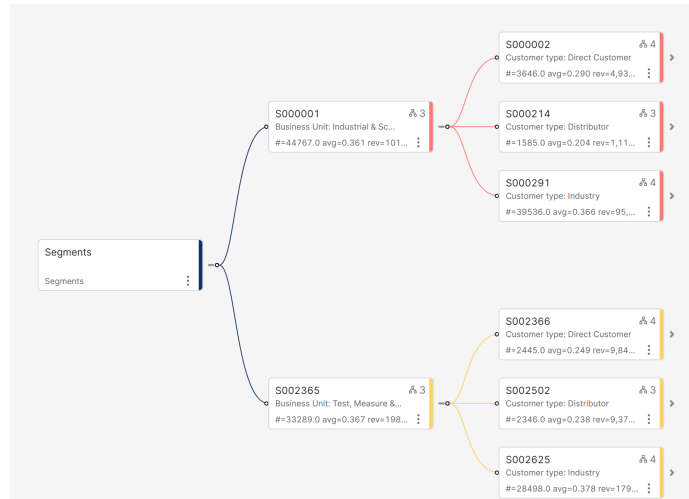 Segments
Segments
S000001 3
Business Unit: Industrial & Sc...
#=44767.0 avg=0.361 rev=101...
S002365 3
Business Unit: Test, Measure &...
#=33289.0 avg=0.367 rev=198...
S000002 4
Customer type: Direct Customer
#=3646.0 avg=0.290 rev=4,93...
S000214 3
Customer type: Distributor
#=1585.0 avg=0.204 rev=1,11...
S000291 4
Customer type: Industry
#=39536.0 avg=0.366 rev=95,...
S002366 4
Customer type: Direct Customer
#=2445.0 avg=0.249 rev=9,84...
S002502 3
Customer type: Distributor
#=2346.0 avg=0.238 rev=9,37...
S002625 4
Customer type: Industry
#=28498.0 avg=0.378 rev=179...